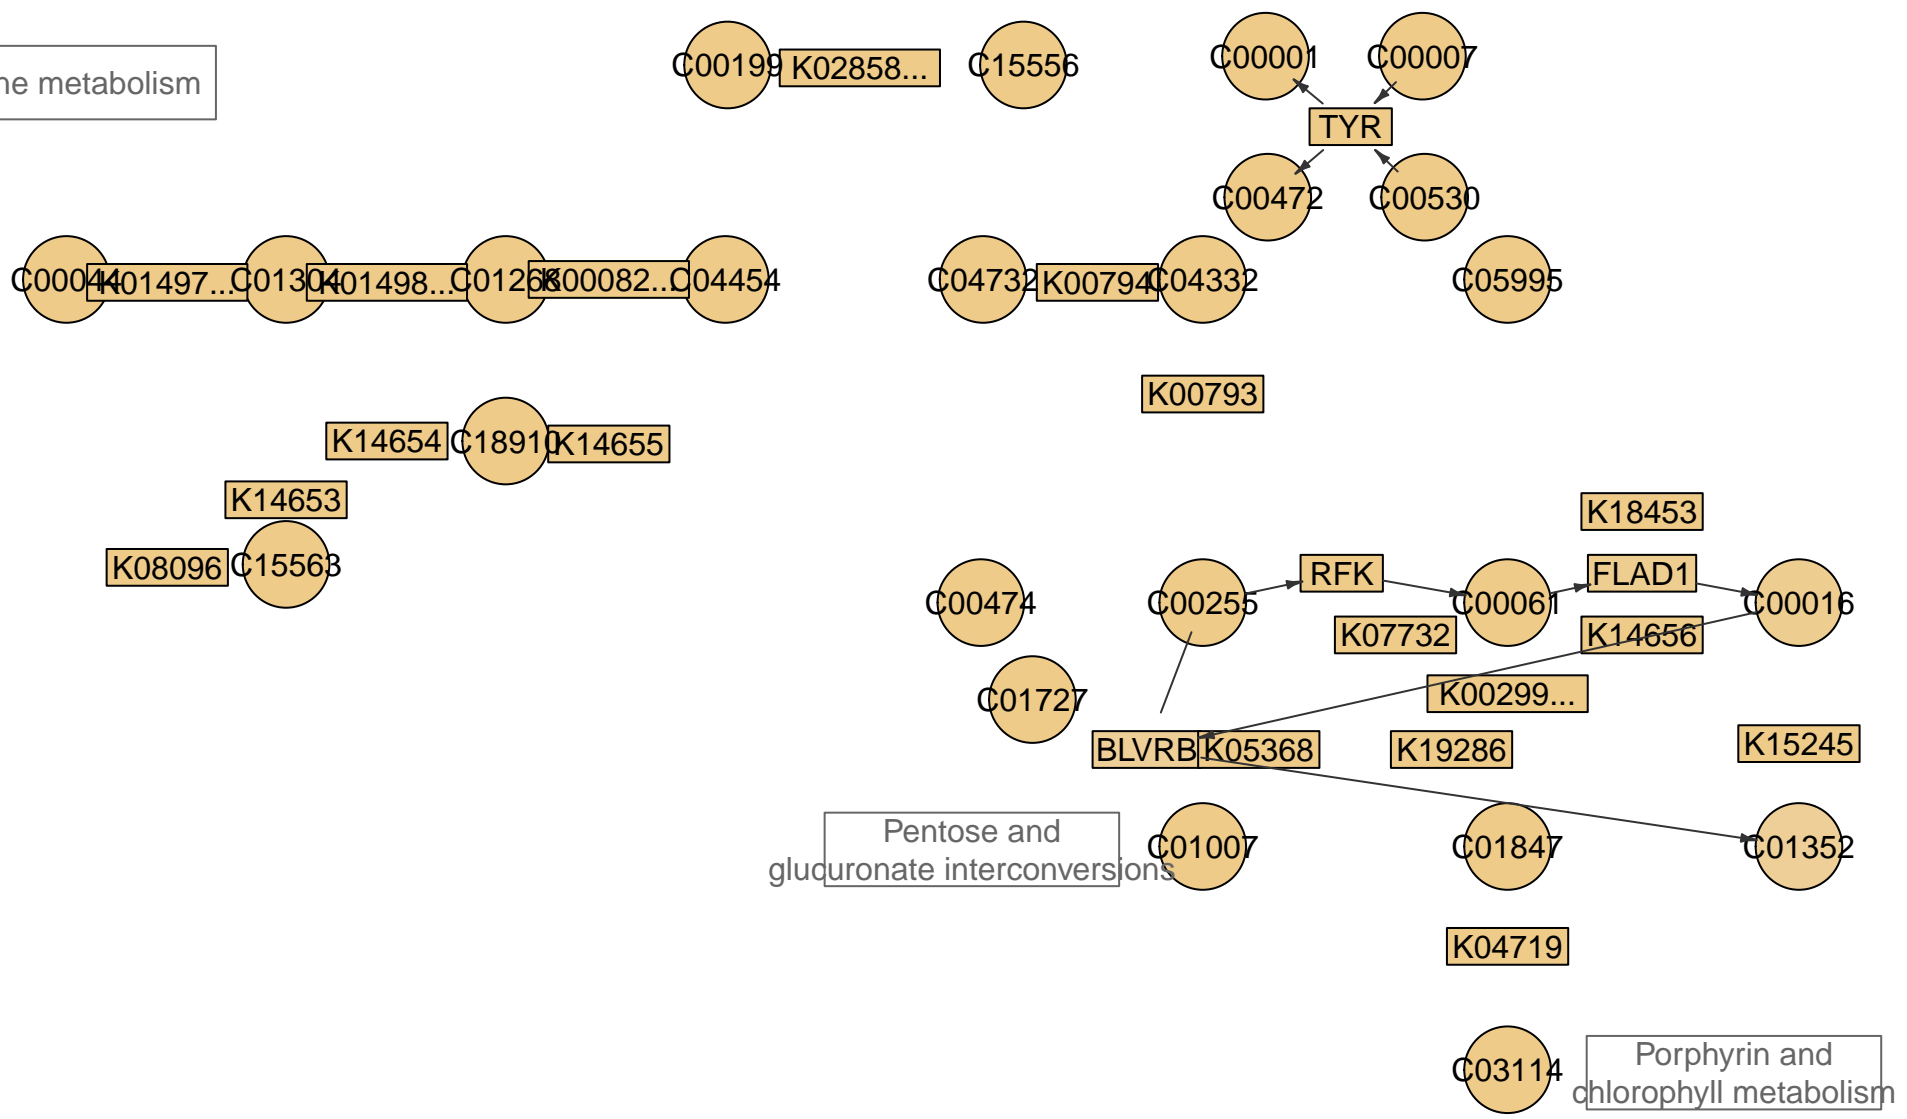 ne metabolism
C00199 K02858... C15556 C00001 C00007
TYR
C00472 C00530
C00044 K01497... C01304 K01498... C01268 K00082... C04454 C04732 K00794 C04332 C05995
K00793
K14654 C18910 K14655
K14653
K08096 C15563
K18453
C00474 C00255 RFK C00061 FLAD1 C00016
K07732 K14656
C01727 K00299...
BLVRB K05368 K19286 K15245
Pentose and
glucuronate interconversions
C01007 C01847 C01352
K04719
C03114
Porphyrin and
chlorophyll metabolism